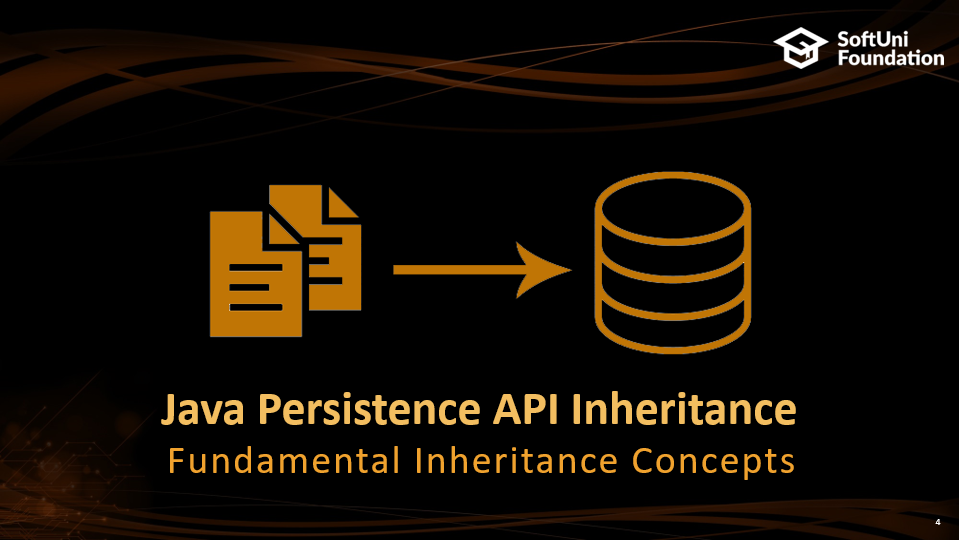 SoftUni
Foundation
Java Persistence API Inheritance
Fundamental Inheritance Concepts
4